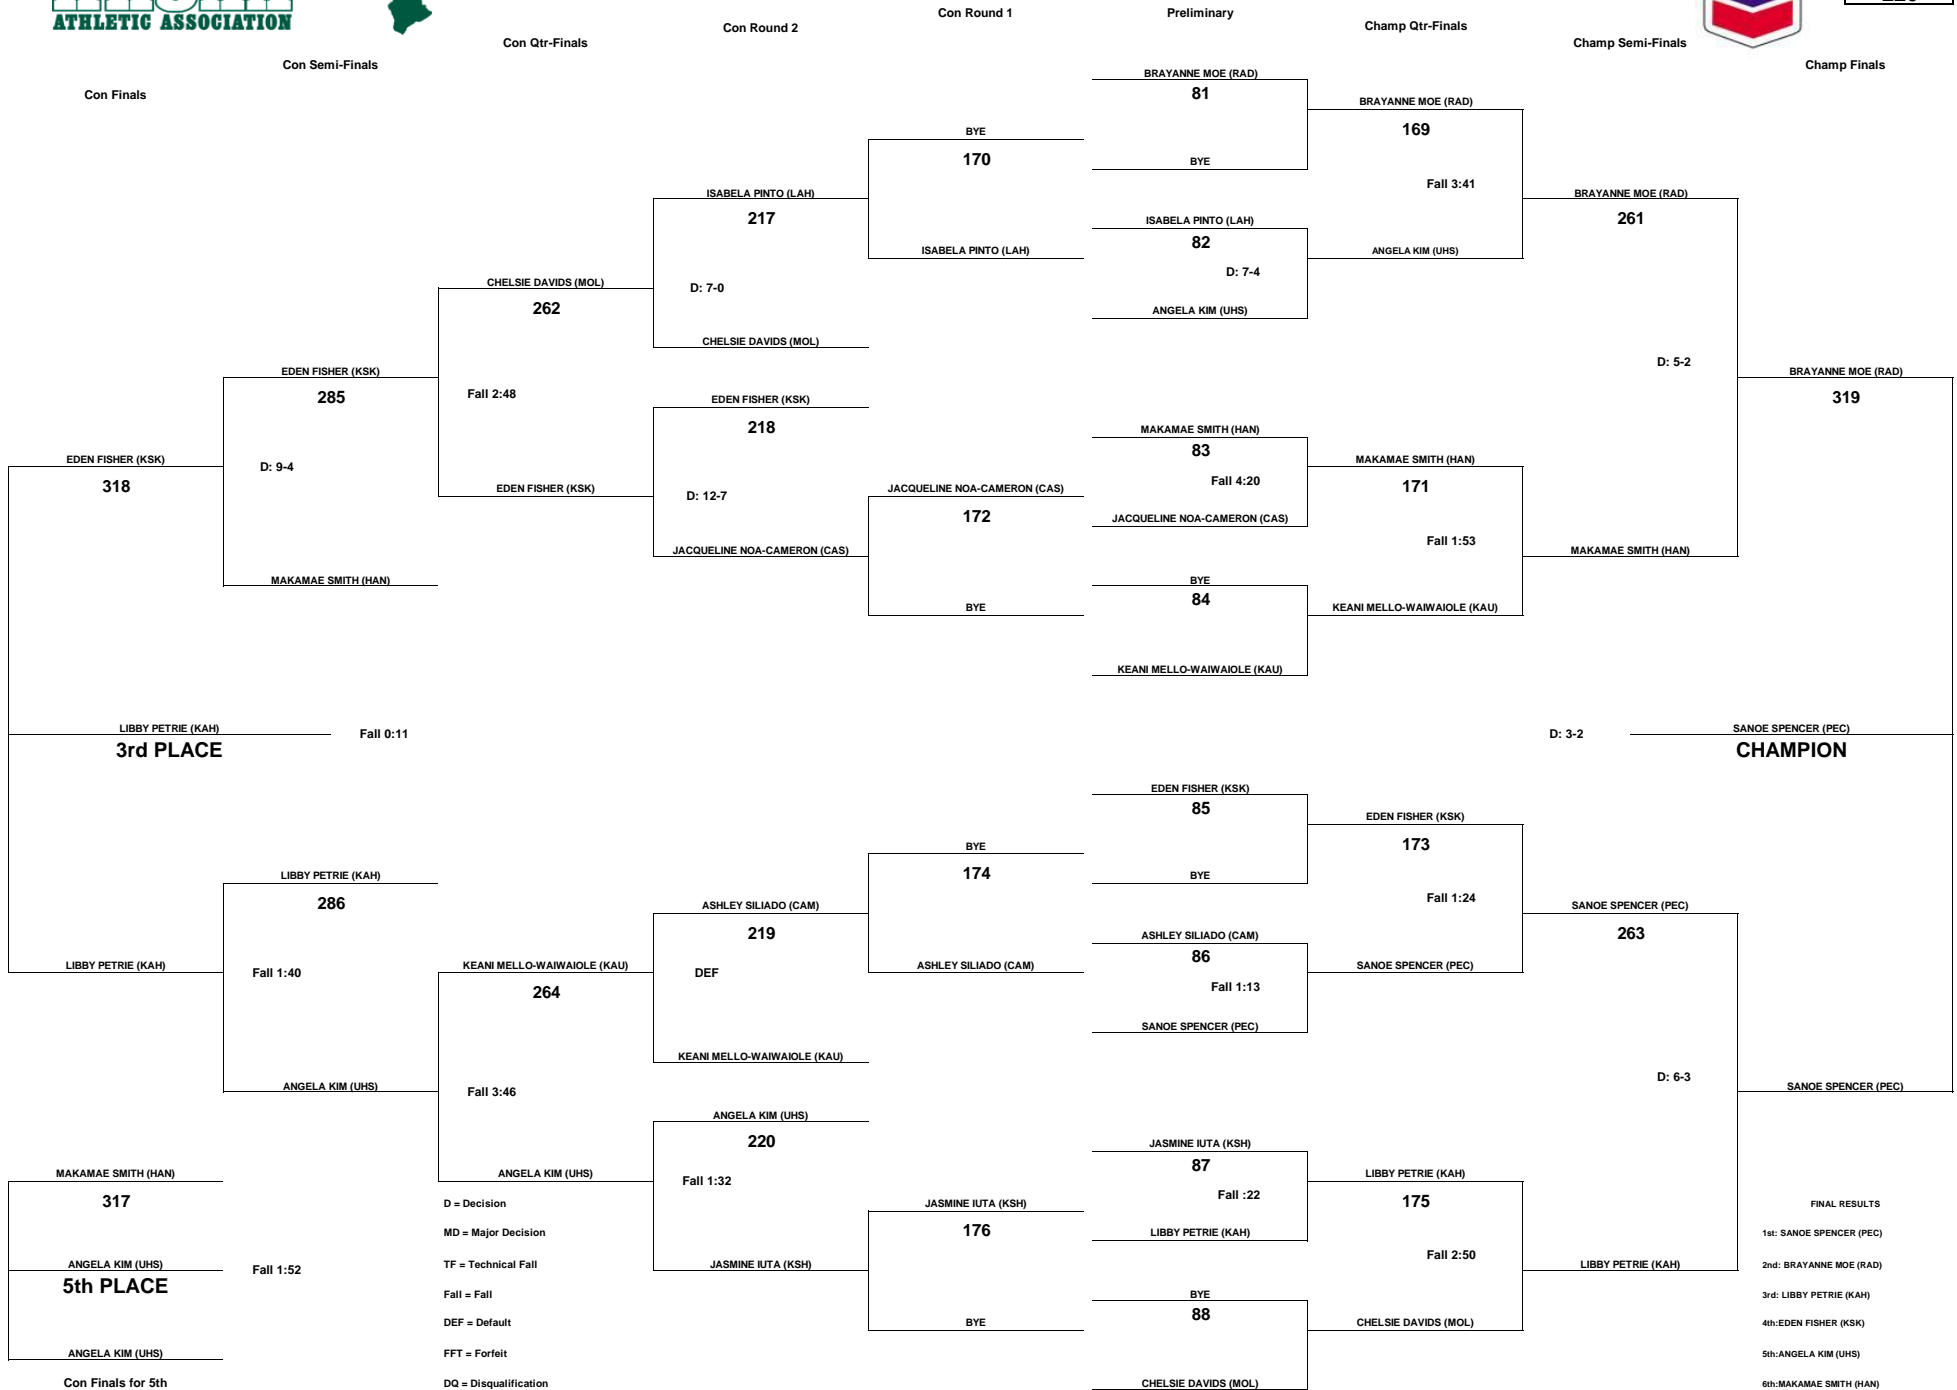 ATHLETIC ASSOCIATION
Con Finals
Con Semi-Finals
Con Qtr-Finals
Con Round 2
Con Round 1
Preliminary
Champ Qtr-Finals
Champ Semi-Finals
Champ Finals
BRAYANNE MOE (RAD)
81
BYE
ISABELA PINTO (LAH)
82
D: 7-4
ANGELA KIM (UHS)
MAKAMAE SMITH (HAN)
83
Fall 4:20
JACQUELINE NOA-CAMERON (CAS)
BYE
84
KEANI MELLO-WAIWAIOLE (KAU)
EDEN FISHER (KSK)
85
BYE
ASHLEY SILIADO (CAM)
86
Fall 1:13
SANOE SPENCER (PEC)
JASMINE IUTA (KSH)
87
Fall :22
LIBBY PETRIE (KAH)
BYE
88
CHELSIE DAVIDS (MOL)
BRAYANNE MOE (RAD)
169
Fall 3:41
ANGELA KIM (UHS)
MAKAMAE SMITH (HAN)
171
Fall 1:53
KEANI MELLO-WAIWAIOLE (KAU)
EDEN FISHER (KSK)
173
Fall 1:24
SANOE SPENCER (PEC)
LIBBY PETRIE (KAH)
175
Fall 2:50
CHELSIE DAVIDS (MOL)
BRAYANNE MOE (RAD)
261
D: 5-2
MAKAMAE SMITH (HAN)
SANOE SPENCER (PEC)
263
D: 6-3
LIBBY PETRIE (KAH)
BRAYANNE MOE (RAD)
319
D: 3-2
SANOE SPENCER (PEC)
CHAMPION
SANOE SPENCER (PEC)
BYE
170
ISABELA PINTO (LAH)
JACQUELINE NOA-CAMERON (CAS)
172
BYE
BYE
174
ASHLEY SILIADO (CAM)
JASMINE IUTA (KSH)
176
BYE
ISABELA PINTO (LAH)
217
D: 7-0
CHELSIE DAVIDS (MOL)
EDEN FISHER (KSK)
218
D: 12-7
JACQUELINE NOA-CAMERON (CAS)
ASHLEY SILIADO (CAM)
219
DEF
KEANI MELLO-WAIWAIOLE (KAU)
ANGELA KIM (UHS)
220
Fall 1:32
JASMINE IUTA (KSH)
CHELSIE DAVIDS (MOL)
262
Fall 2:48
EDEN FISHER (KSK)
KEANI MELLO-WAIWAIOLE (KAU)
264
Fall 3:46
ANGELA KIM (UHS)
EDEN FISHER (KSK)
285
D: 9-4
MAKAMAE SMITH (HAN)
LIBBY PETRIE (KAH)
286
Fall 1:40
ANGELA KIM (UHS)
EDEN FISHER (KSK)
318
LIBBY PETRIE (KAH)
Fall 0:11
3rd PLACE
LIBBY PETRIE (KAH)
MAKAMAE SMITH (HAN)
317
ANGELA KIM (UHS)
Fall 1:52
5th PLACE
ANGELA KIM (UHS)
Con Finals for 5th
D = Decision
MD = Major Decision
TF = Technical Fall
Fall = Fall
DEF = Default
FFT = Forfeit
DQ = Disqualification
FINAL RESULTS
1st: SANOE SPENCER (PEC)
2nd: BRAYANNE MOE (RAD)
3rd: LIBBY PETRIE (KAH)
4th:EDEN FISHER (KSK)
5th:ANGELA KIM (UHS)
6th:MAKAMAE SMITH (HAN)